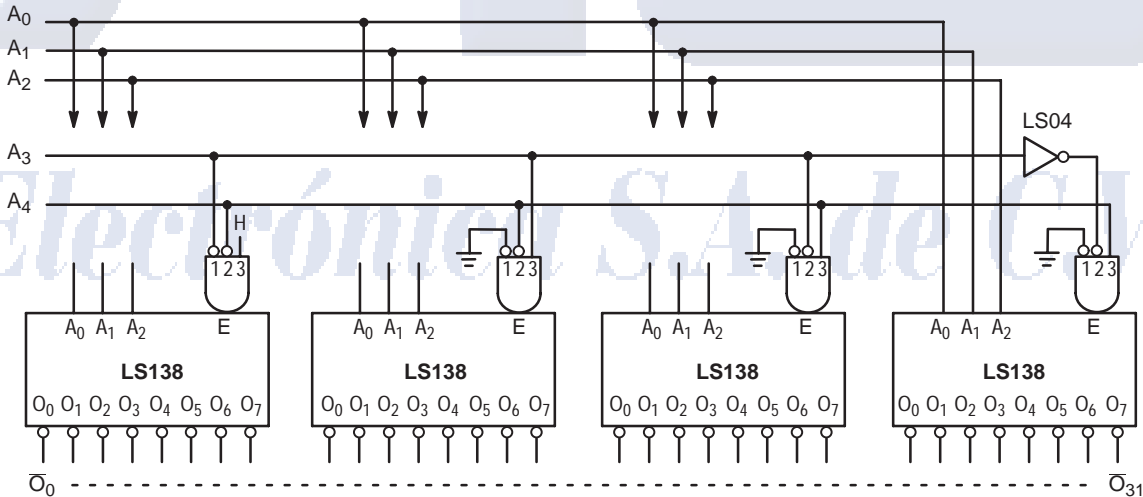 A0
A1
A2
LS04
A3
A4
Electrónica S.A. de CV
H
123
123
123
123
A0 A1 A2 E
A0 A1 A2 E
A0 A1 A2 E
A0 A1 A2 E
LS138
LS138
LS138
LS138
O0 O1 O2 O3 O4 O5 O6 O7
O0 O1 O2 O3 O4 O5 O6 O7
O0 O1 O2 O3 O4 O5 O6 O7
O0 O1 O2 O3 O4 O5 O6 O7
O̅0
O̅31